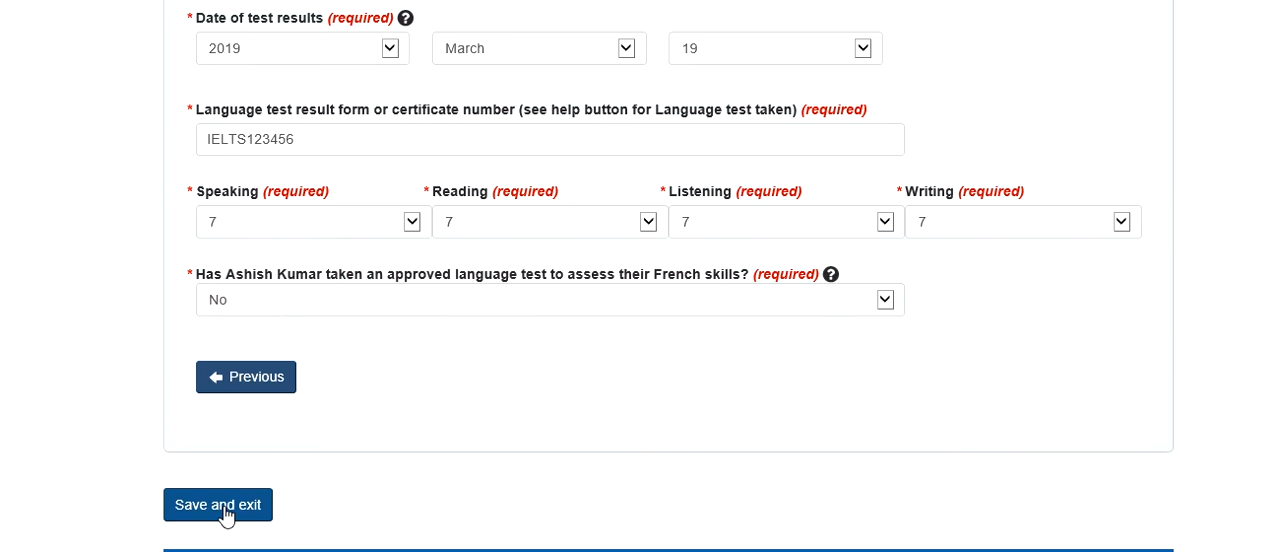 * Date of test results (required) ?
2019 March 19
* Language test result form or certificate number (see help button for Language test taken) (required)
IELTS123456
* Speaking (required) * Reading (required) * Listening (required) * Writing (required)
7 7 7 7
* Has Ashish Kumar taken an approved language test to assess their French skills? (required) ?
No
Previous
Save and exit